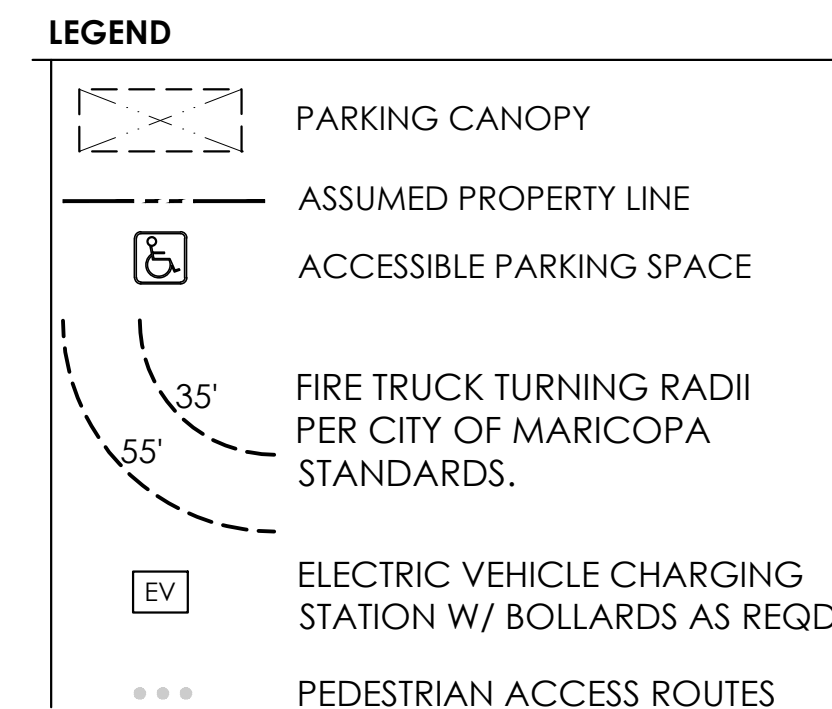 LEGEND
PARKING CANOPY
ASSUMED PROPERTY LINE
ACCESSIBLE PARKING SPACE
35'
55'
FIRE TRUCK TURNING RADII
PER CITY OF MARICOPA
STANDARDS.
EV
ELECTRIC VEHICLE CHARGING
STATION W/ BOLLARDS AS REQD
PEDESTRIAN ACCESS ROUTES